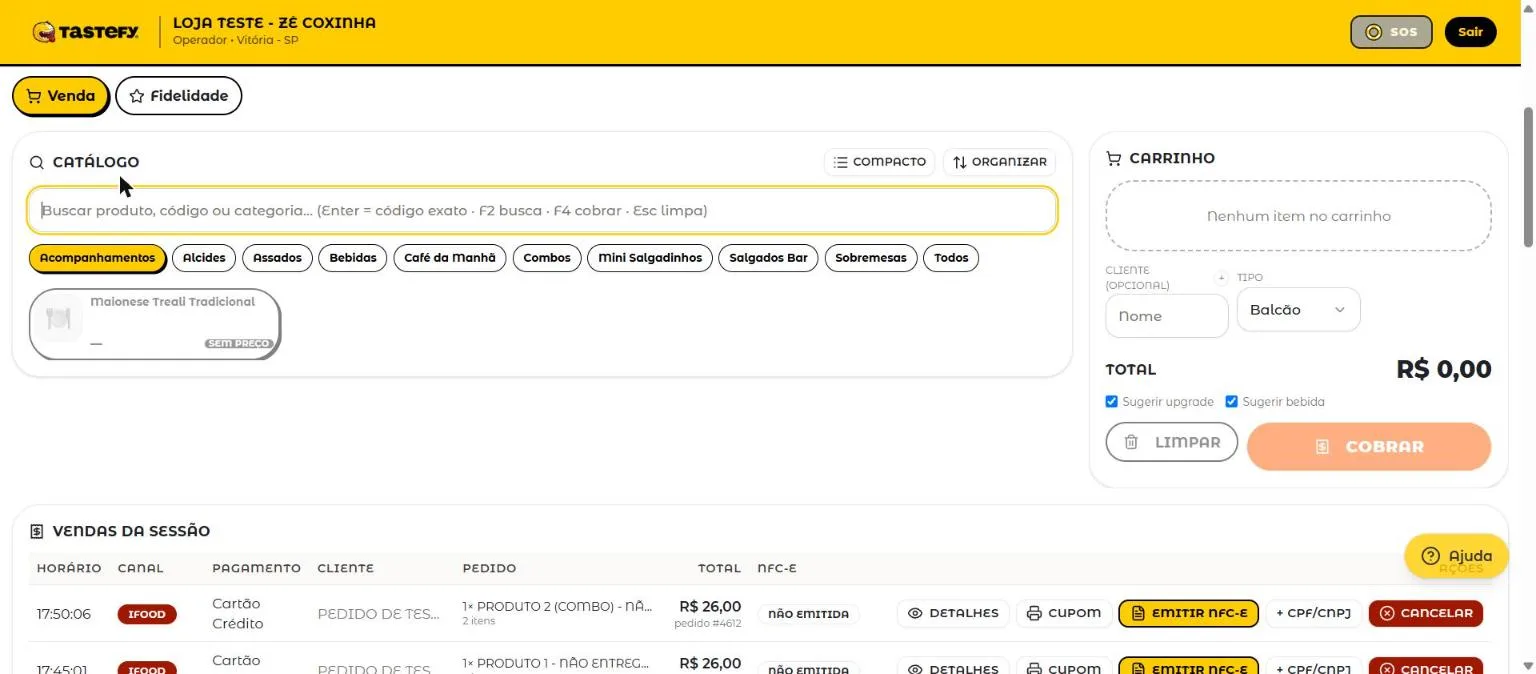 TASTEFY
LOJA TESTE - ZÉ COXINHA
Operador • Vitória - SP
SOS
Sair
Venda
Fidelidade
CATÁLOGO
COMPACTO
ORGANIZAR
Buscar produto, código ou categoria... (Enter = código exato · F2 busca · F4 cobrar · Esc limpa)
Acompanhamentos
Alcides
Assados
Bebidas
Café da Manhã
Combos
Mini Salgadinhos
Salgados Bar
Sobremesas
Todos
Maionese Treali Tradicional
—
SEM PREÇO
CARRINHO
Nenhum item no carrinho
CLIENTE
(OPCIONAL)
+
TIPO
Nome
Balcão
TOTAL
R$ 0,00
Sugerir upgrade
Sugerir bebida
LIMPAR
COBRAR
VENDAS DA SESSÃO
Ajuda
HORÁRIO CANAL PAGAMENTO CLIENTE PEDIDO TOTAL NFC-E AÇÕES
17:50:06
IFOOD
Cartão
Crédito
PEDIDO DE TES...
1× PRODUTO 2 (COMBO) - NÃ...
2 itens
R$ 26,00
pedido #4612
NÃO EMITIDA
DETALHES
CUPOM
EMITIR NFC-E
+ CPF/CNPJ
CANCELAR
17:45:01
IFOOD
Cartão
PEDIDO DE TES...
1× PRODUTO 1 - NÃO ENTREG...
R$ 26,00
NÃO EMITIDA
DETALHES
CUPOM
EMITIR NFC-E
+ CPF/CNPJ
CANCELAR